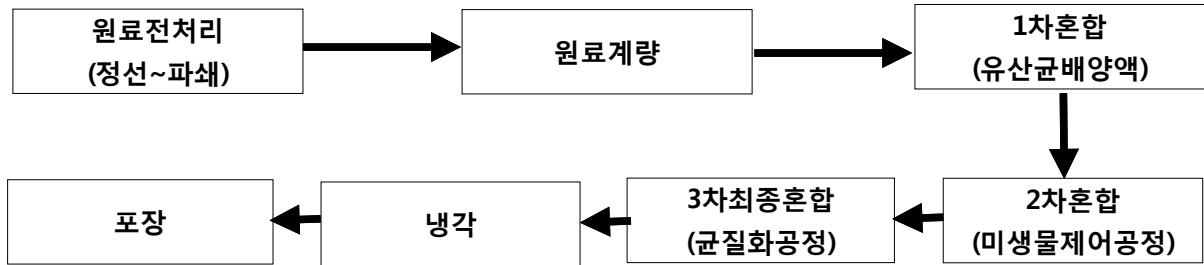 원료전처리
(정선~파쇄)
원료계량
1차혼합
(유산균배양액)
2차혼합
(미생물제어공정)
3차최종혼합
(균질화공정)
냉각
포장